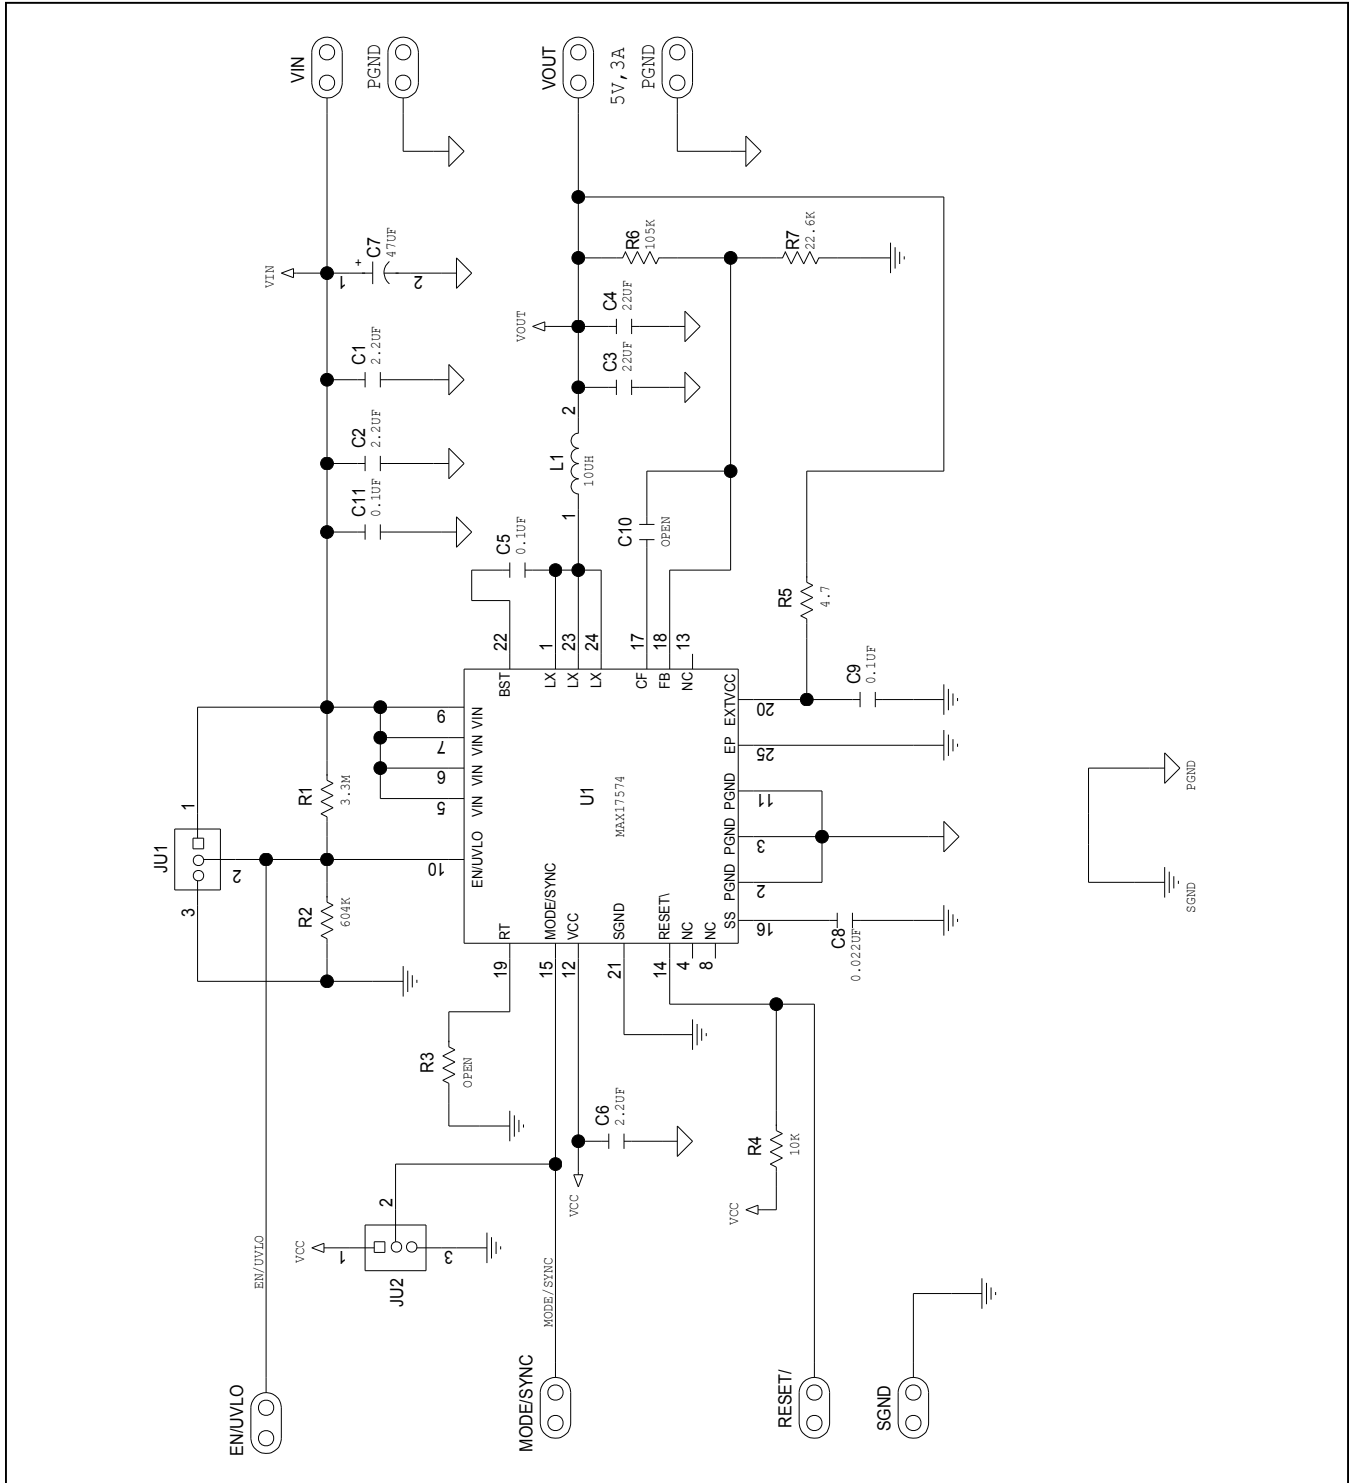 VIN
PGND
VOUT
5V,3A
PGND
VIN
1
+
C7
47UF
2
C1
2.2UF
C2
2.2UF
C11
0.1UF
VOUT
R6
105K
R7
22.6K
C4
22UF
C3
22UF
2
L1
10UH
1
C5
0.1UF
C10
OPEN
R5
4.7
C9
0.1UF
22
1
23
24
17
18
13
BST
LX
LX
LX
CF
FB
NC
9
VIN
7
VIN
6
VIN
5
VIN
10
EN/UVLO
20
EXTVCC
25
EP
11
PGND
3
PGND
2
PGND
16
SS
U1
MAX17574
RT
MODE/SYNC
VCC
SGND
RESET\
NC
NC
19
15
12
21
14
4
8
JU1
1
2
3
R1
3.3M
R2
604K
C8
0.022UF
R3
OPEN
C6
2.2UF
VCC
R4
10K
VCC
VCC
1
2
3
JU2
EN/UVLO
MODE/SYNC
EN/UVLO
MODE/SYNC
RESET/
SGND
PGND
SGND